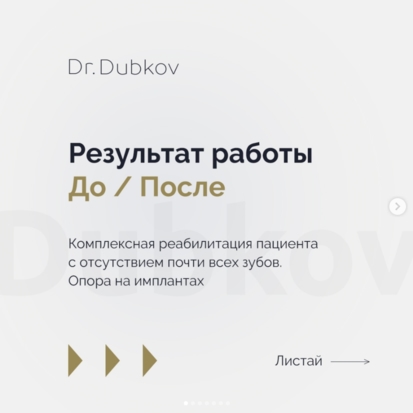 Dr. Dubkov
Результат работы
До / После
Dubkov
Комплексная реабилитация пациента
с отсутствием почти всех зубов.
Опора на имплантах
Листай